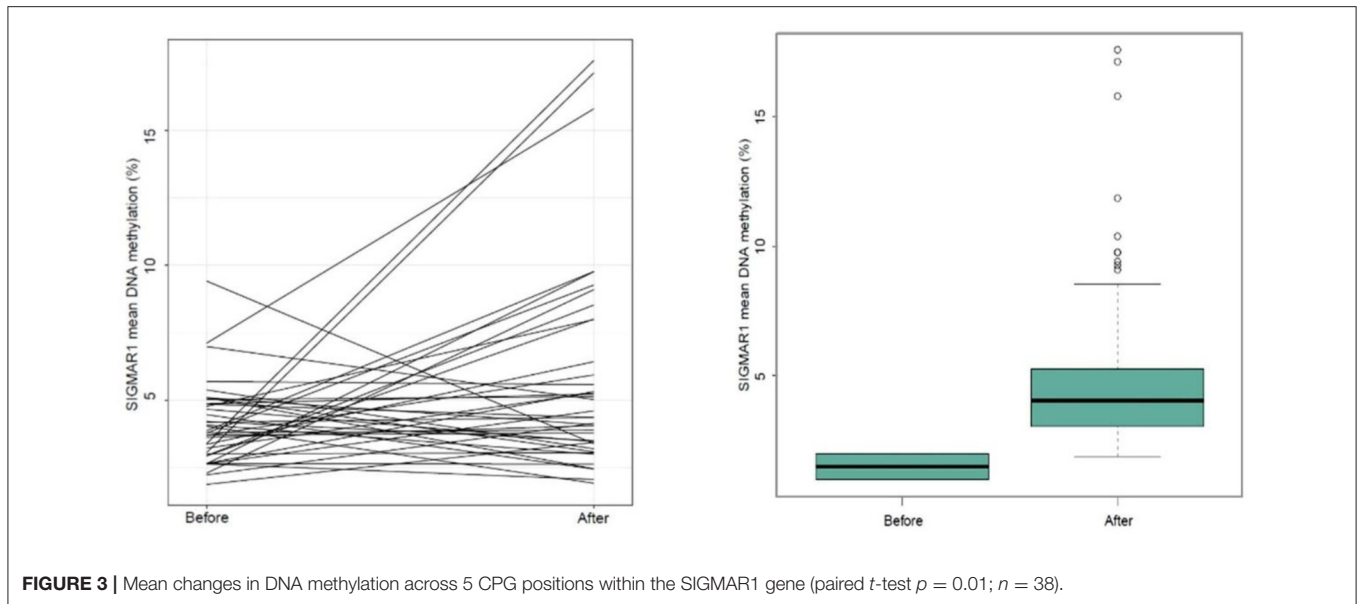 SIGMAR1 mean DNA methylation (%)
15
10
5
Before
After
SIGMAR1 mean DNA methylation (%)
15
10
5
Before
After
FIGURE 3 | Mean changes in DNA methylation across 5 CPG positions within the SIGMAR1 gene (paired t-test p = 0.01; n = 38).